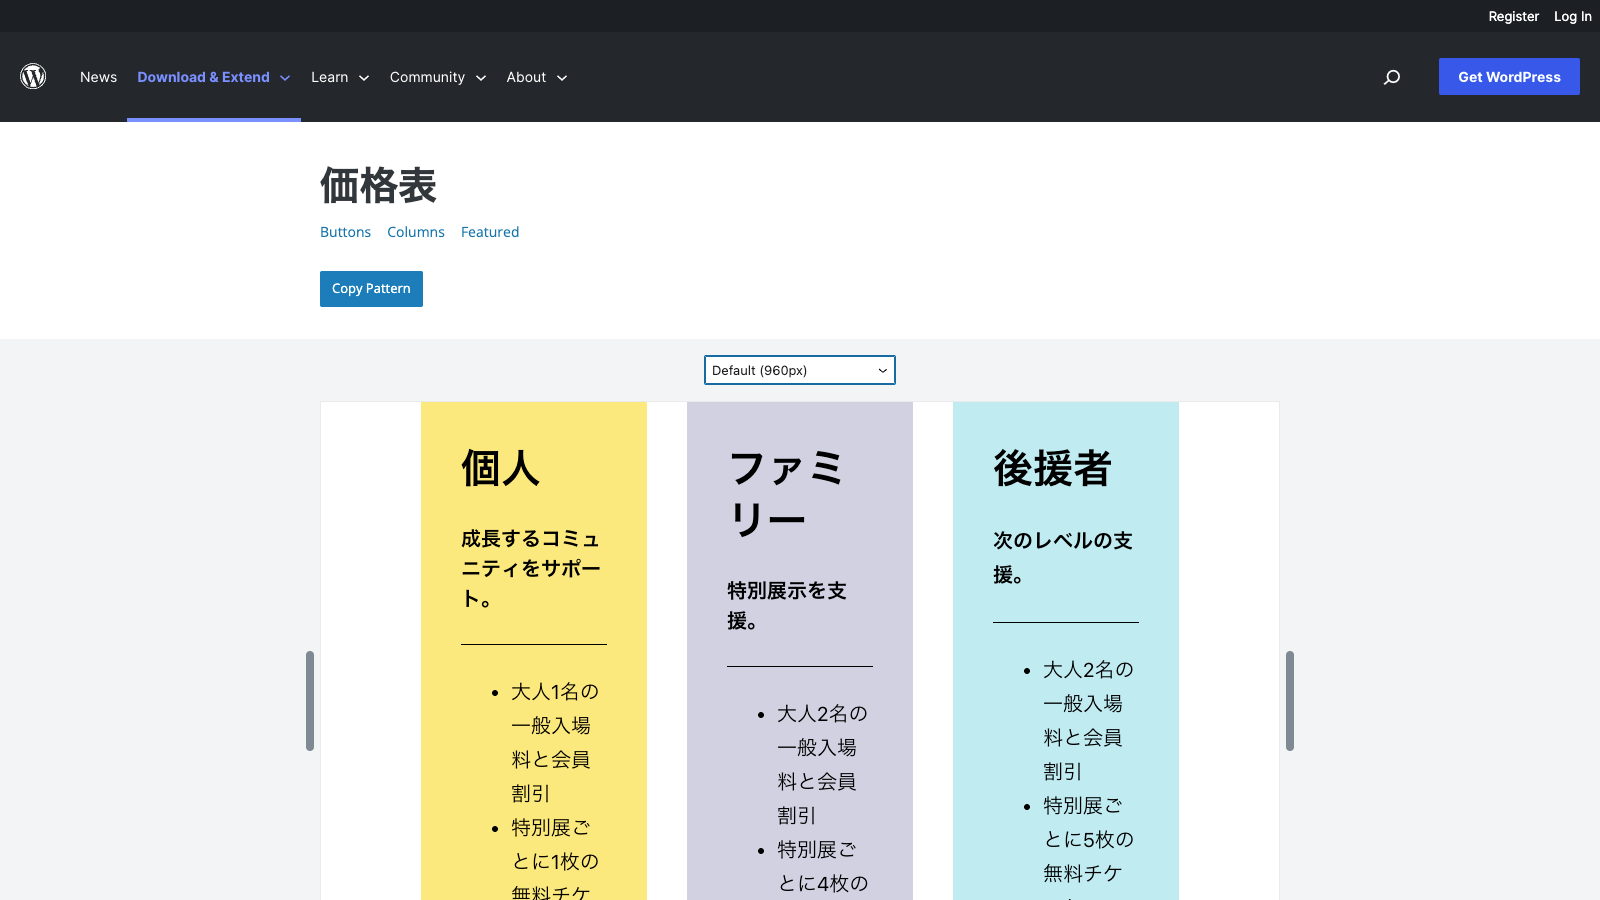 Register Log In
News Download & Extend Learn Community About Get WordPress
価格表
Buttons Columns Featured
Copy Pattern
Default (960px)
個人
成長するコミュ
ニティをサポー
ト。
大人1名の
一般入場
料と会員
割引
特別展ご
とに1枚の
無料チケ
ファミ
リー
特別展示を支
援。
大人2名の
一般入場
料と会員
割引
特別展ご
とに4枚の
後援者
次のレベルの支
援。
大人2名の
一般入場
料と会員
割引
特別展ご
とに5枚の
無料チケ